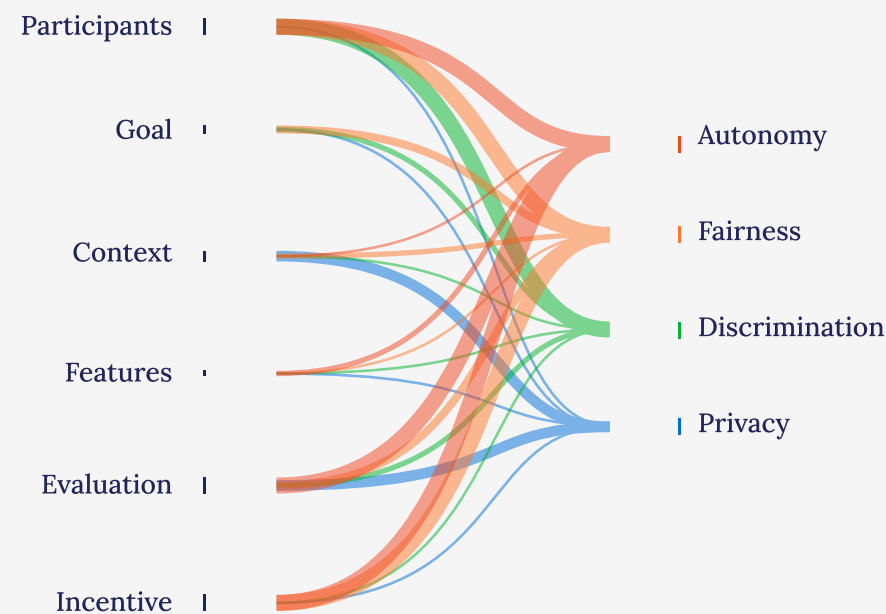 Participants
Goal
Context
Features
Evaluation
Incentive
Autonomy
Fairness
Discrimination
Privacy